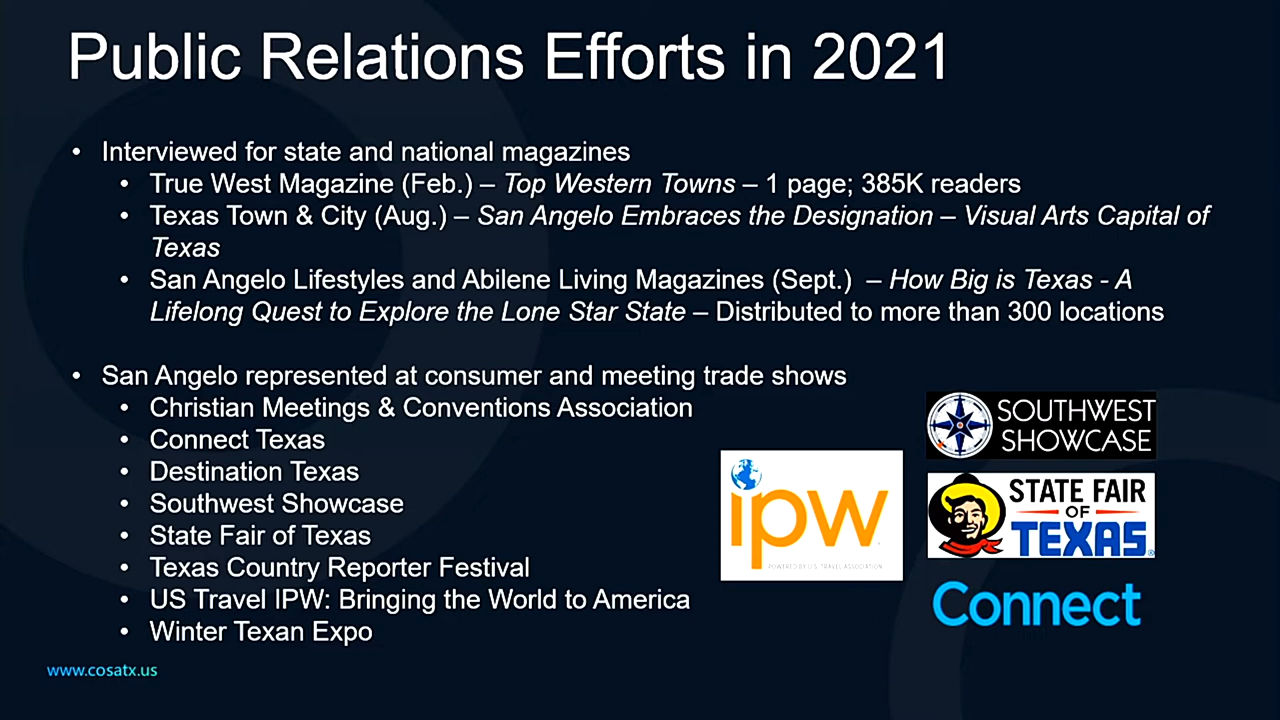 Public Relations Efforts in 2021
• Interviewed for state and national magazines
• True West Magazine (Feb.) – Top Western Towns – 1 page; 385K readers
• Texas Town & City (Aug.) – San Angelo Embraces the Designation – Visual Arts Capital of
Texas
• San Angelo Lifestyles and Abilene Living Magazines (Sept.) – How Big is Texas - A
Lifelong Quest to Explore the Lone Star State – Distributed to more than 300 locations
• San Angelo represented at consumer and meeting trade shows
• Christian Meetings & Conventions Association
• Connect Texas
• Destination Texas
• Southwest Showcase
• State Fair of Texas
• Texas Country Reporter Festival
• US Travel IPW: Bringing the World to America
• Winter Texan Expo
SOUTHWEST
SHOWCASE
ipw
POWERED BY U.S. TRAVEL ASSOCIATION
STATE FAIR
OF
TEXAS®
Connect
www.cosatx.us